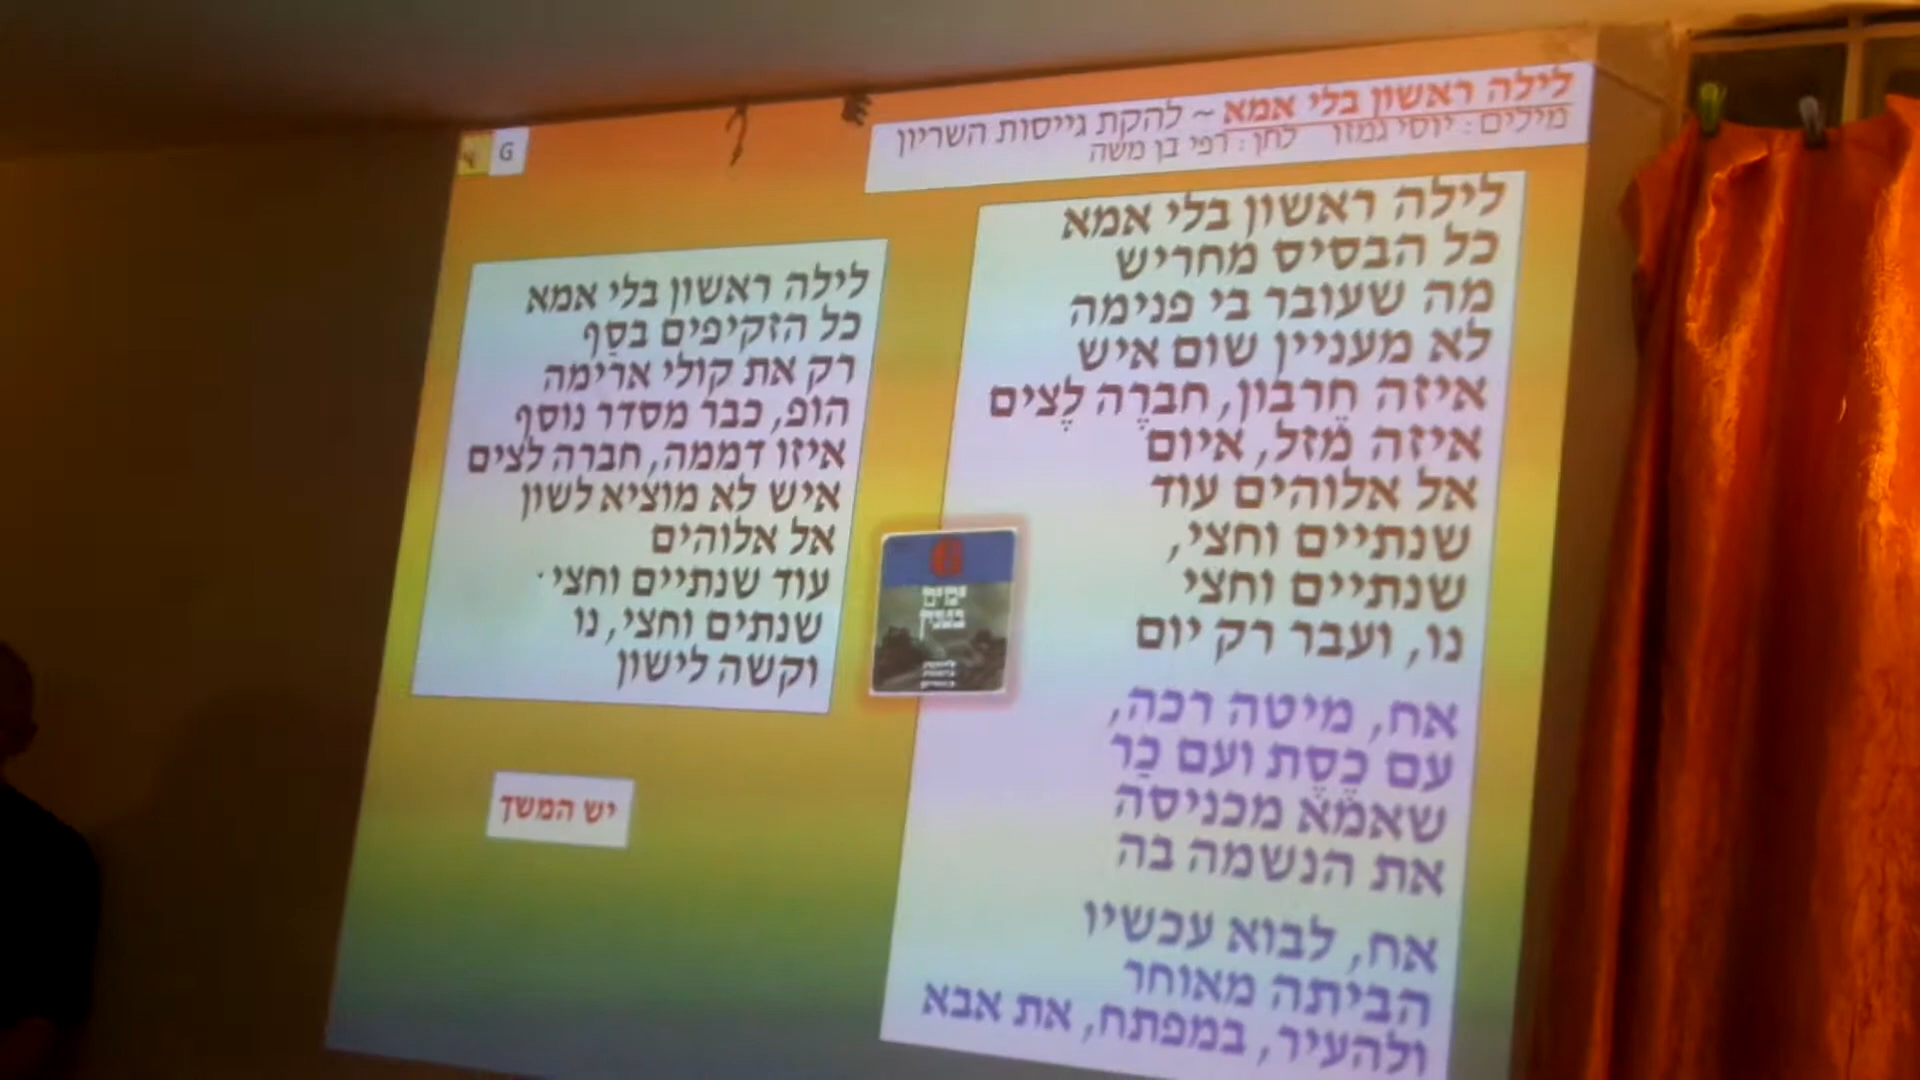 לילה ראשון בלי אמא ~ להקת גייסות השריון
מילים: יוסי גמזו לחן: רפי בן משה
לילה ראשון בלי אמא
כל הבסיס מחריש
מה שעובר בי פנימה
לא מעניין שום איש
איזה חֵרבון, חברֶה לֶצים
איזה מזל, איום
אל אלוהים עוד
שנתיים וחצי,
שנתיים וחצי
נו, ועבר רק יום
אח, מיטה רכה,
עם כֶסֶת ועם כַר
שאמא מכניסה
את הנשמה בה
אח, לבוא עכשיו
הביתה מאוחר
ולהעיר, במפתח, את אבא
G
לילה ראשון בלי אמא
כל הזקיפים בסַף
רק את קולי ארימה
הופ, כבר מסדר נוסף
איזו דממה, חברה לצים
איש לא מוציא לשון
אל אלוהים
עוד שנתיים וחצי
שנתים וחצי, נו
וקשה לישון
6
ימים
יש המשך